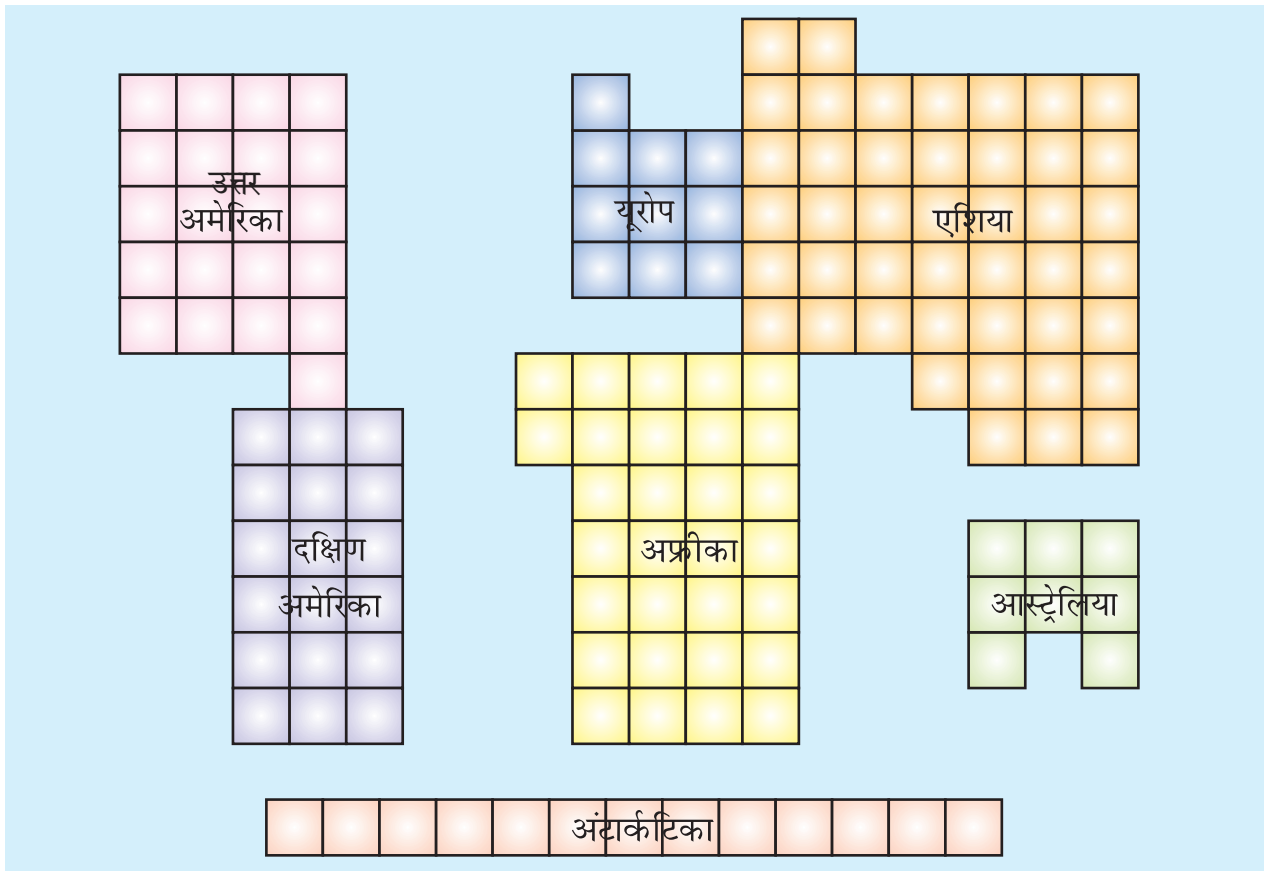 उत्तर
अमेरिका
यूरोप
एशिया
दक्षिण
अमेरिका
अफ्रीका
आस्ट्रेलिया
अंटार्कटिका